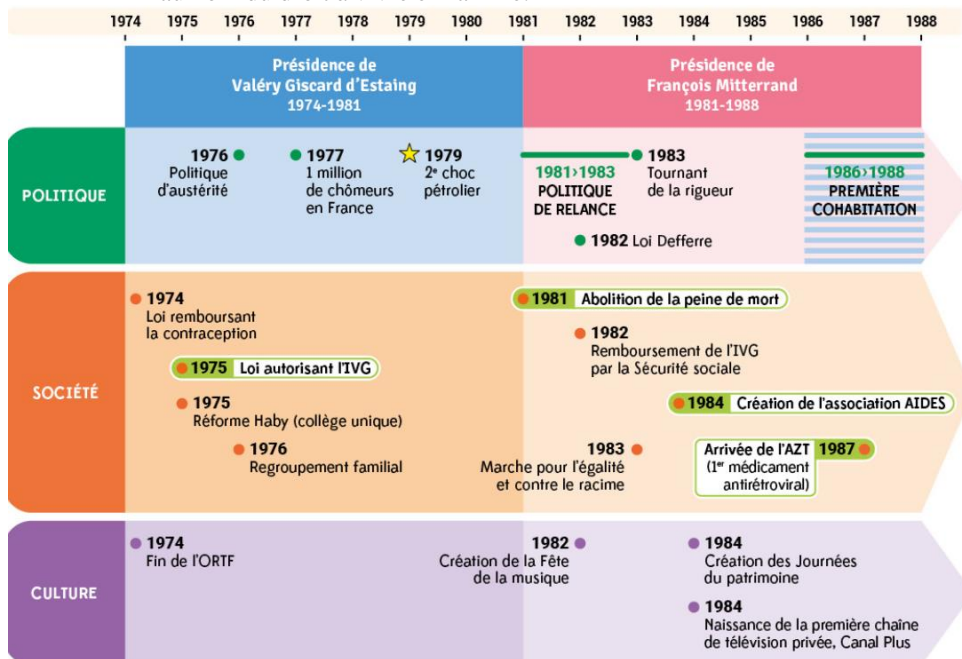 1974 1975 1976 1977 1978 1979 1980 1981 1982 1983 1984 1985 1986 1987 1988
Présidence de
Valéry Giscard d'Estaing
1974-1981
Présidence de
François Mitterrand
1981-1988
POLITIQUE
1976
Politique
d'austérité
1977
1 million
de chômeurs
en France
1979
2e choc
pétrolier
1981›1983
POLITIQUE
DE RELANCE
1983
Tournant
de la rigueur
1982 Loi Defferre
1986›1988
PREMIÈRE
COHABITATION
SOCIÉTÉ
1974
Loi remboursant
la contraception
1975 Loi autorisant l'IVG
1975
Réforme Haby (collège unique)
1976
Regroupement familial
1981 Abolition de la peine de mort
1982
Remboursement de l'IVG
par la Sécurité sociale
1984 Création de l'association AIDES
1983
Marche pour l'égalité
et contre le racime
Arrivée de l'AZT 1987
(1er médicament
antirétroviral)
CULTURE
1974
Fin de l'ORTF
1982
Création de la Fête
de la musique
1984
Création des Journées
du patrimoine
1984
Naissance de la première chaîne
de télévision privée, Canal Plus